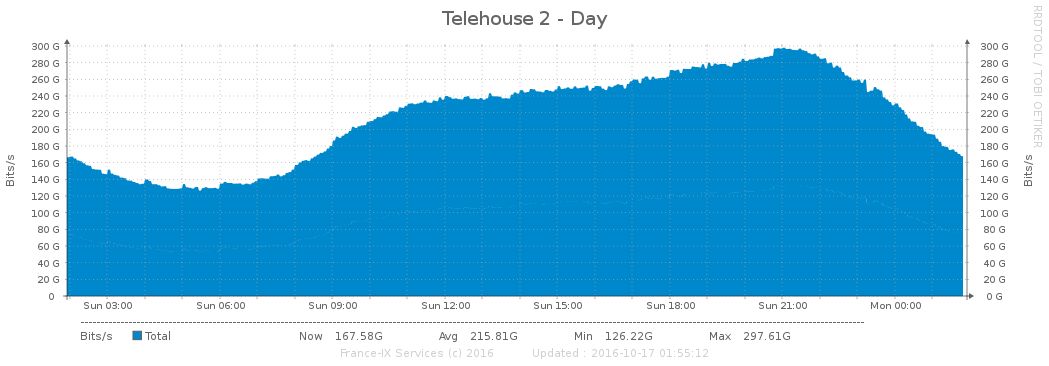 Telehouse 2 - Day
RRDTOOL / TOBI OETIKER
Bits/s
300 G 300 G
280 G 280 G
260 G 260 G
240 G 240 G
220 G 220 G
200 G 200 G
180 G 180 G
160 G 160 G
140 G 140 G
120 G 120 G
100 G 100 G
80 G 80 G
60 G 60 G
40 G 40 G
20 G 20 G
0 0 G
Bits/s
Sun 03:00 Sun 06:00 Sun 09:00 Sun 12:00 Sun 15:00 Sun 18:00 Sun 21:00 Mon 00:00
Bits/s Total Now 167.58G Avg 215.81G Min 126.22G Max 297.61G
France-IX Services (c) 2016 Updated : 2016-10-17 01:55:12